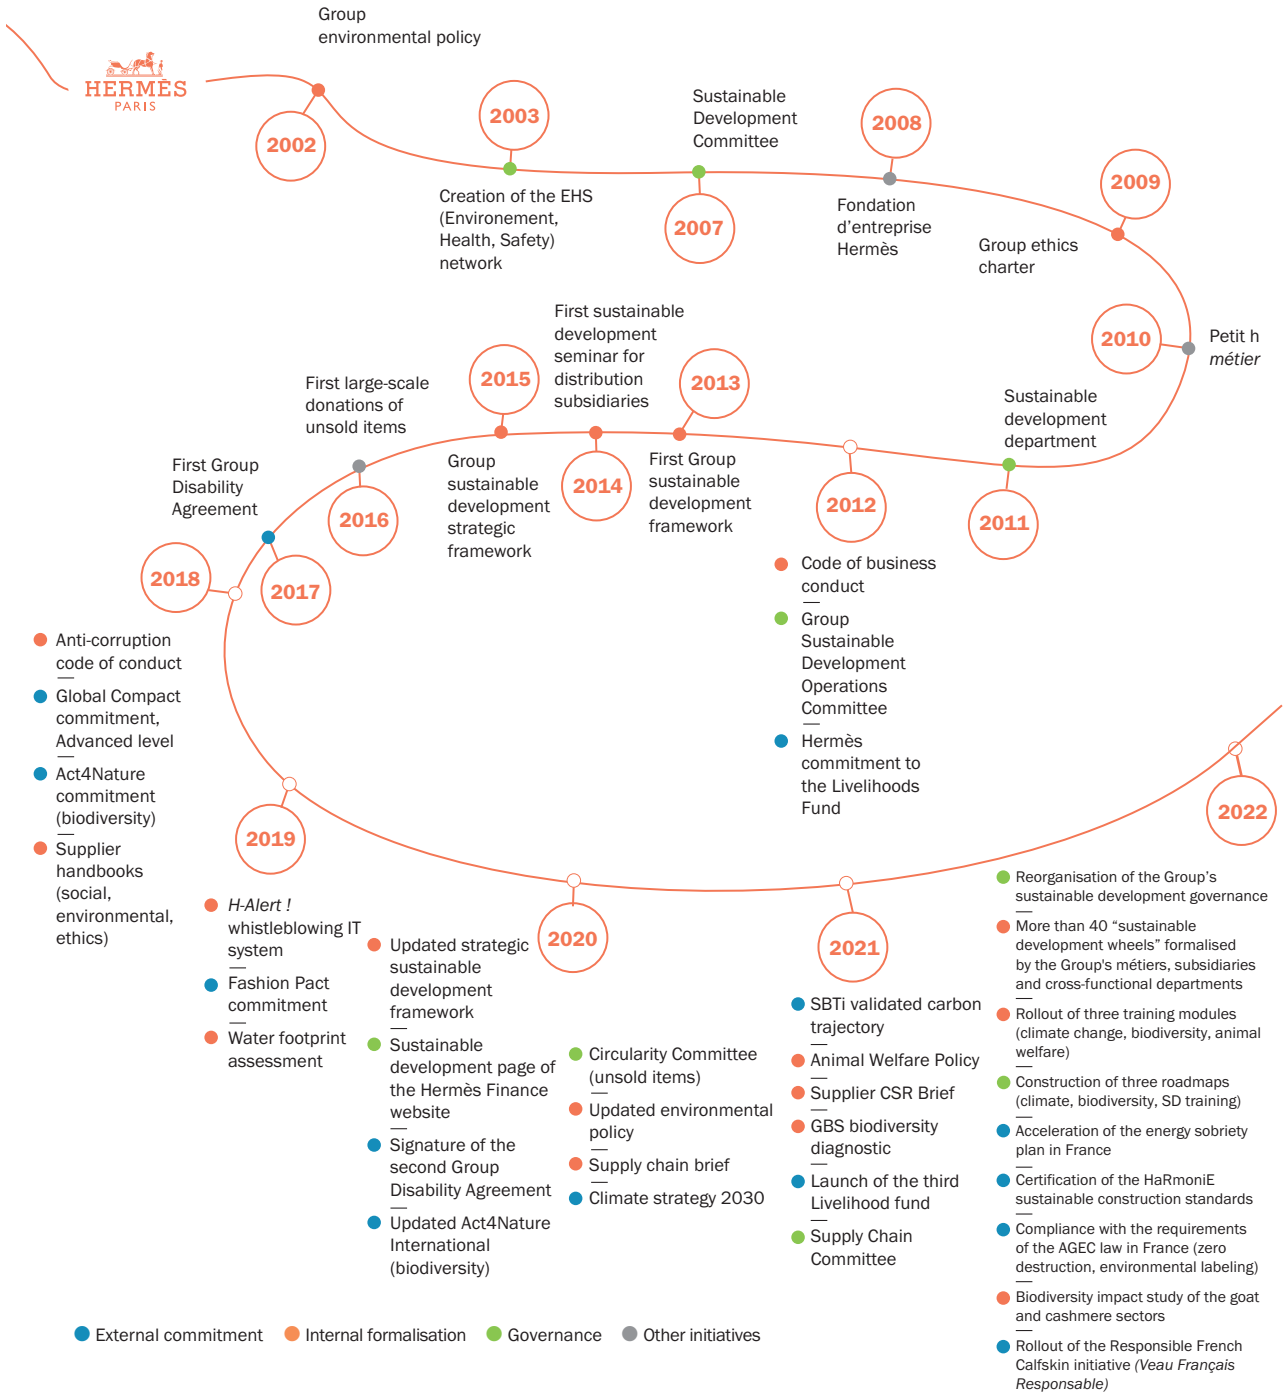 Group
environmental policy
HERMÈS
PARIS
2002
2003
Creation of the EHS
(Environement,
Health, Safety)
network
Sustainable
Development
Committee
2007
2008
Fondation
d’entreprise
Hermès
2009
Group ethics
charter
2010
Petit h
métier
Sustainable
development
department
2011
2012
Code of business
conduct
Group
Sustainable
Development
Operations
Committee
Hermès
commitment to
the Livelihoods
Fund
2013
First Group
sustainable
development
framework
First sustainable
development
seminar for
distribution
subsidiaries
2014
2015
Group
sustainable
development
strategic
framework
First large-scale
donations of
unsold items
2016
First Group
Disability
Agreement
2017
2018
Anti-corruption
code of conduct
Global Compact
commitment,
Advanced level
Act4Nature
commitment
(biodiversity)
Supplier
handbooks
(social,
environmental,
ethics)
2019
H-Alert !
whistleblowing IT
system
Fashion Pact
commitment
Water footprint
assessment
2020
Updated strategic
sustainable
development
framework
Sustainable
development page of
the Hermès Finance
website
Signature of the
second Group
Disability Agreement
Updated Act4Nature
International
(biodiversity)
Circularity Committee
(unsold items)
Updated environmental
policy
Supply chain brief
Climate strategy 2030
2021
SBTi validated carbon
trajectory
Animal Welfare Policy
Supplier CSR Brief
GBS biodiversity
diagnostic
Launch of the third
Livelihood fund
Supply Chain
Committee
2022
Reorganisation of the Group’s
sustainable development governance
More than 40 “sustainable
development wheels” formalised
by the Group's métiers, subsidiaries
and cross-functional departments
Rollout of three training modules
(climate change, biodiversity, animal
welfare)
Construction of three roadmaps
(climate, biodiversity, SD training)
Acceleration of the energy sobriety
plan in France
Certification of the HaRmoniE
sustainable construction standards
Compliance with the requirements
of the AGEC law in France (zero
destruction, environmental labeling)
Biodiversity impact study of the goat
and cashmere sectors
Rollout of the Responsible French
Calfskin initiative (Veau Français
Responsable)
External commitment
Internal formalisation
Governance
Other initiatives